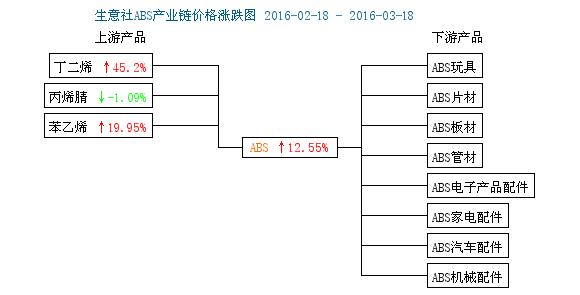 生意社ABS产业链价格涨跌图 2016-02-18 - 2016-03-18
上游产品
下游产品
丁二烯 ↑45.2%
丙烯腈 ↓-1.09%
苯乙烯 ↑19.95%
ABS ↑12.55%
ABS玩具
ABS片材
ABS板材
ABS管材
ABS电子产品配件
ABS家电配件
ABS汽车配件
ABS机械配件